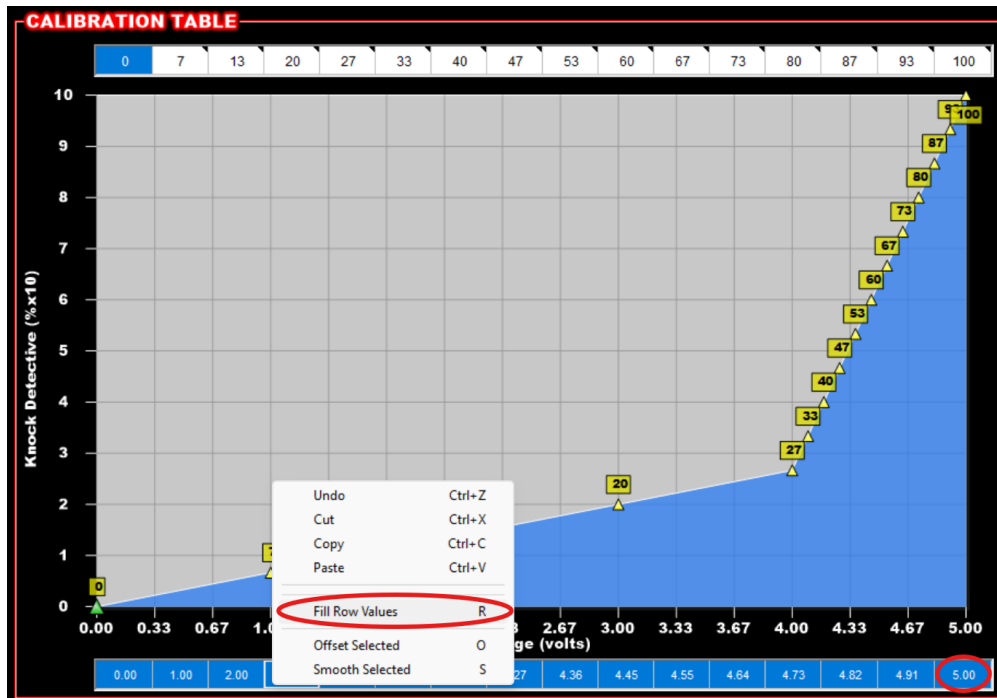 CALIBRATION TABLE
0 7 13 20 27 33 40 47 53 60 67 73 80 87 93 100
10
9
8
7
6
5
4
3
2
1
0
Knock Detective (%x10)
100
87
80
73
67
60
53
47
40
33
27
20
0
Undo Ctrl+Z
Cut Ctrl+X
Copy Ctrl+C
Paste Ctrl+V
Fill Row Values R
Offset Selected O
Smooth Selected S
0.00 0.33 0.67 2.67 3.00 3.33 3.67 4.00 4.33 4.67 5.00
(volts)
0.00 1.00 2.00 4.36 4.45 4.55 4.64 4.73 4.82 4.91 5.00